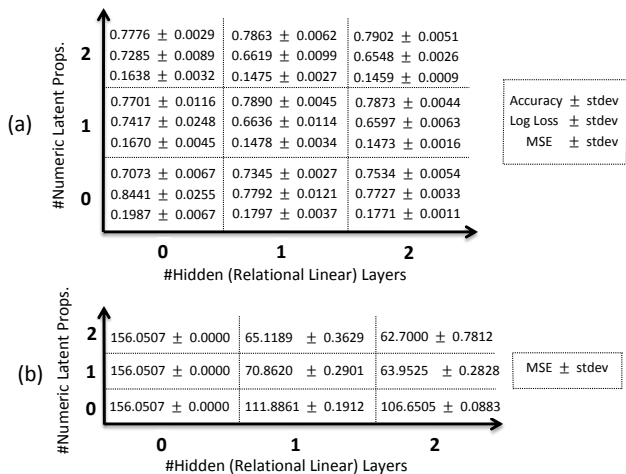 (a)
#Numeric Latent Props.
2
0.7776 ± 0.0029 0.7863 ± 0.0062 0.7902 ± 0.0051
0.7285 ± 0.0089 0.6619 ± 0.0099 0.6548 ± 0.0026
0.1638 ± 0.0032 0.1475 ± 0.0027 0.1459 ± 0.0009
1
0.7701 ± 0.0116 0.7890 ± 0.0045 0.7873 ± 0.0044
0.7417 ± 0.0248 0.6636 ± 0.0114 0.6597 ± 0.0063
0.1670 ± 0.0045 0.1478 ± 0.0034 0.1473 ± 0.0016
0
0.7073 ± 0.0067 0.7345 ± 0.0027 0.7534 ± 0.0054
0.8441 ± 0.0255 0.7792 ± 0.0121 0.7727 ± 0.0033
0.1987 ± 0.0067 0.1797 ± 0.0037 0.1771 ± 0.0011
0 1 2
#Hidden (Relational Linear) Layers
Accuracy ± stdev
Log Loss ± stdev
MSE ± stdev
(b)
#Numeric Latent Props.
2 156.0507 ± 0.0000 65.1189 ± 0.3629 62.7000 ± 0.7812
1 156.0507 ± 0.0000 70.8620 ± 0.2901 63.9525 ± 0.2828
0 156.0507 ± 0.0000 111.8861 ± 0.1912 106.6505 ± 0.0883
0 1 2
#Hidden (Relational Linear) Layers
MSE ± stdev